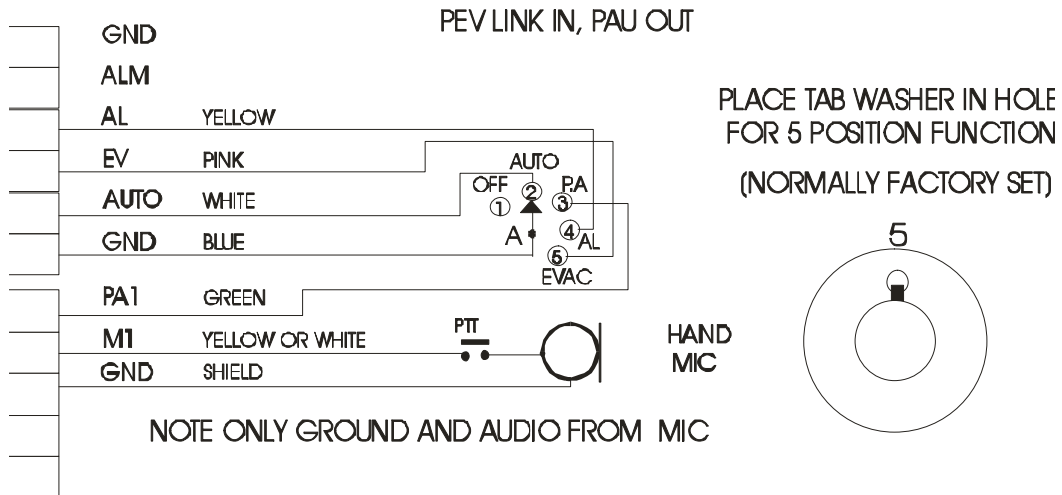 PEV LINK IN, PAU OUT
GND
ALM
AL YELLOW
EV PINK
AUTO WHITE
GND BLUE
PA1 GREEN
M1 YELLOW OR WHITE
GND SHIELD
AUTO
OFF
P.A
1
2
3
A
4
AL
5
EVAC
PTT
HAND
MIC
NOTE ONLY GROUND AND AUDIO FROM MIC
PLACE TAB WASHER IN HOLE
FOR 5 POSITION FUNCTION
(NORMALLY FACTORY SET)
5